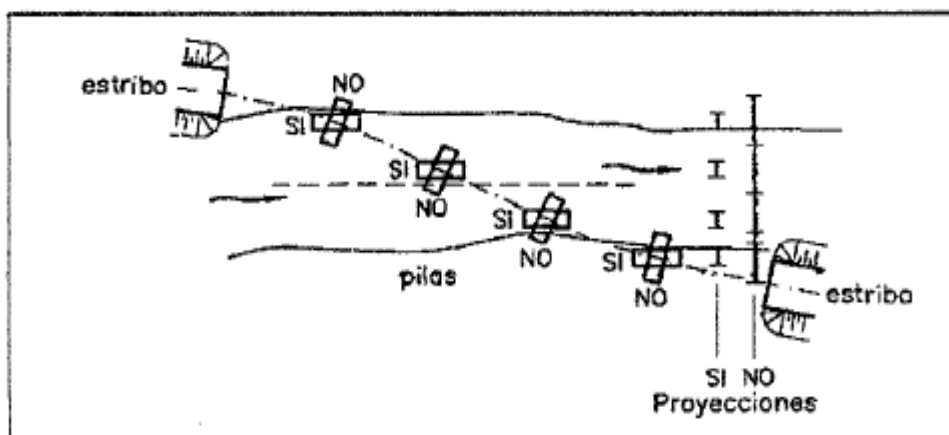 NO
estribo
SI
SI
NO
SI
NO
pilas
SI
NO
estribo
SI NO
Proyecciones